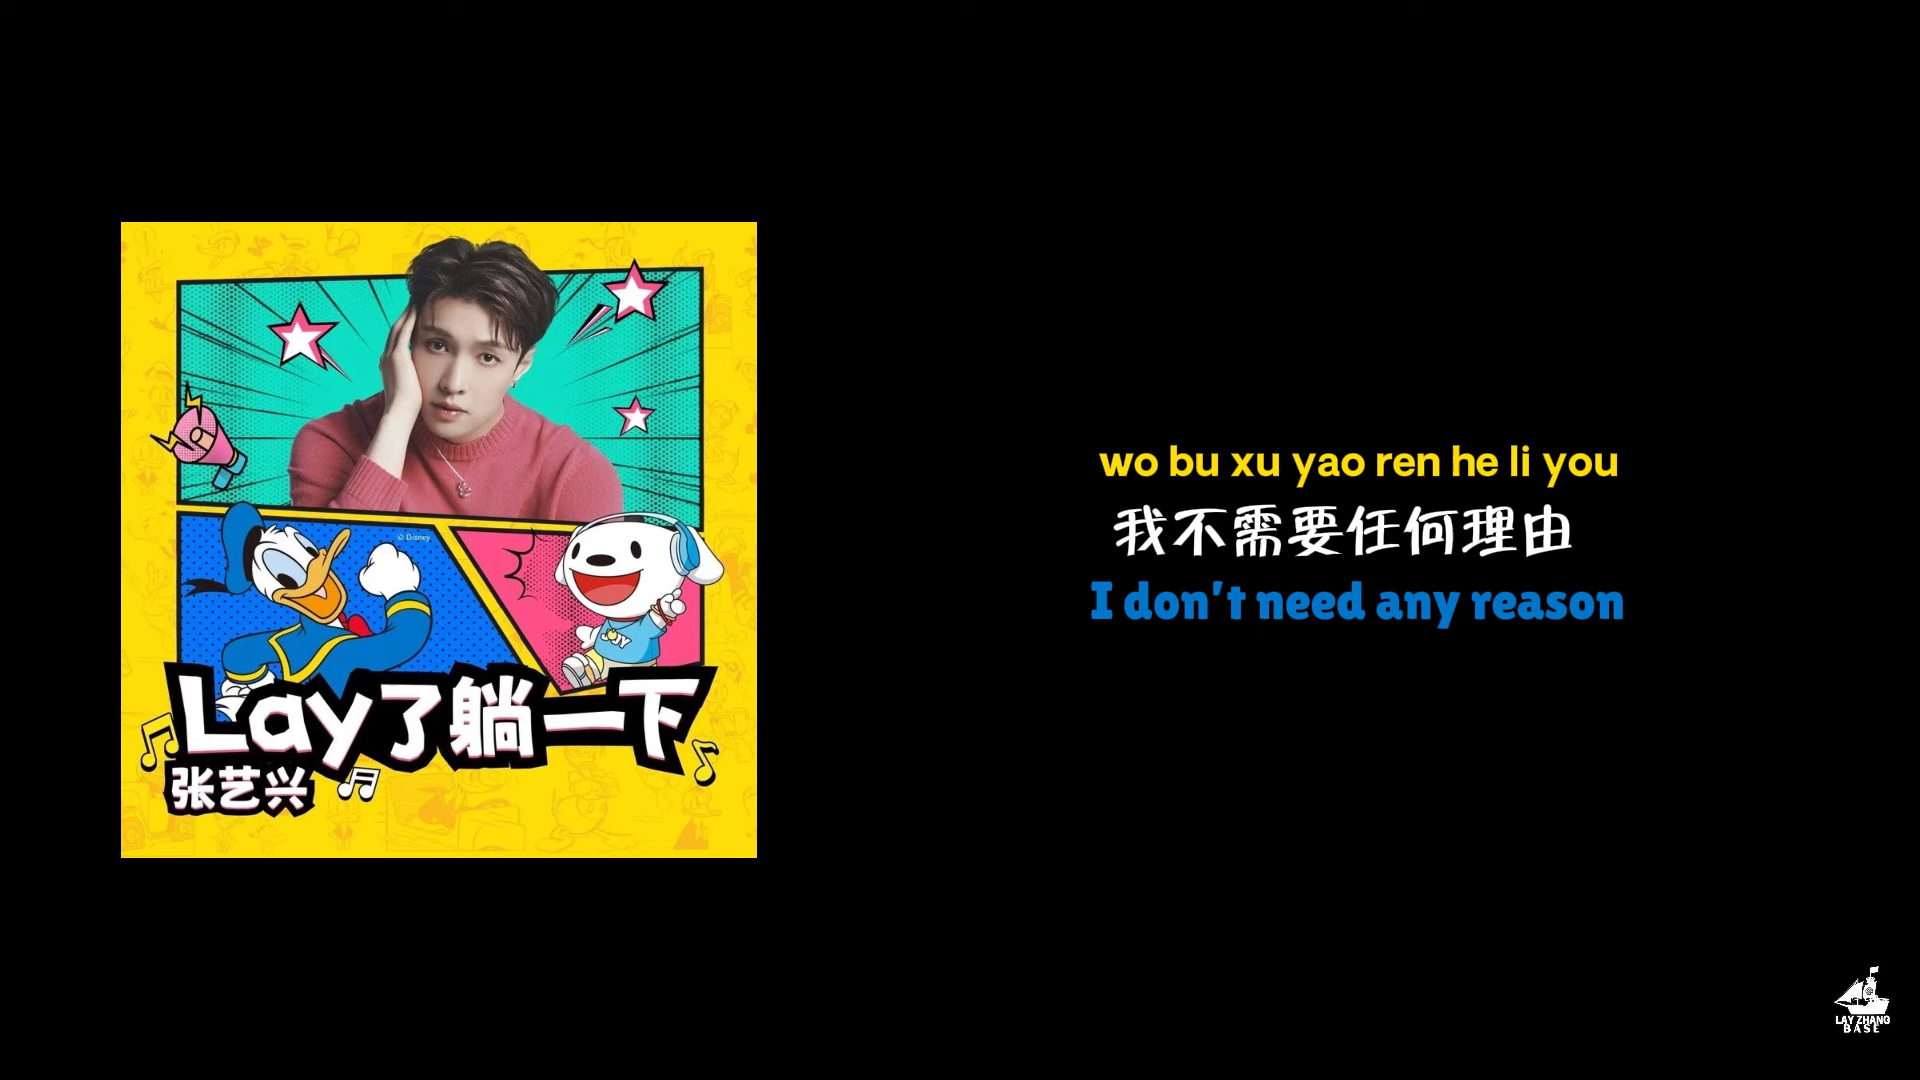 © Disney
JOY
Lay了躺一下
张艺兴
wo bu xu yao ren he li you
我不需要任何理由
I don't need any reason
LAY ZHANG
BASE